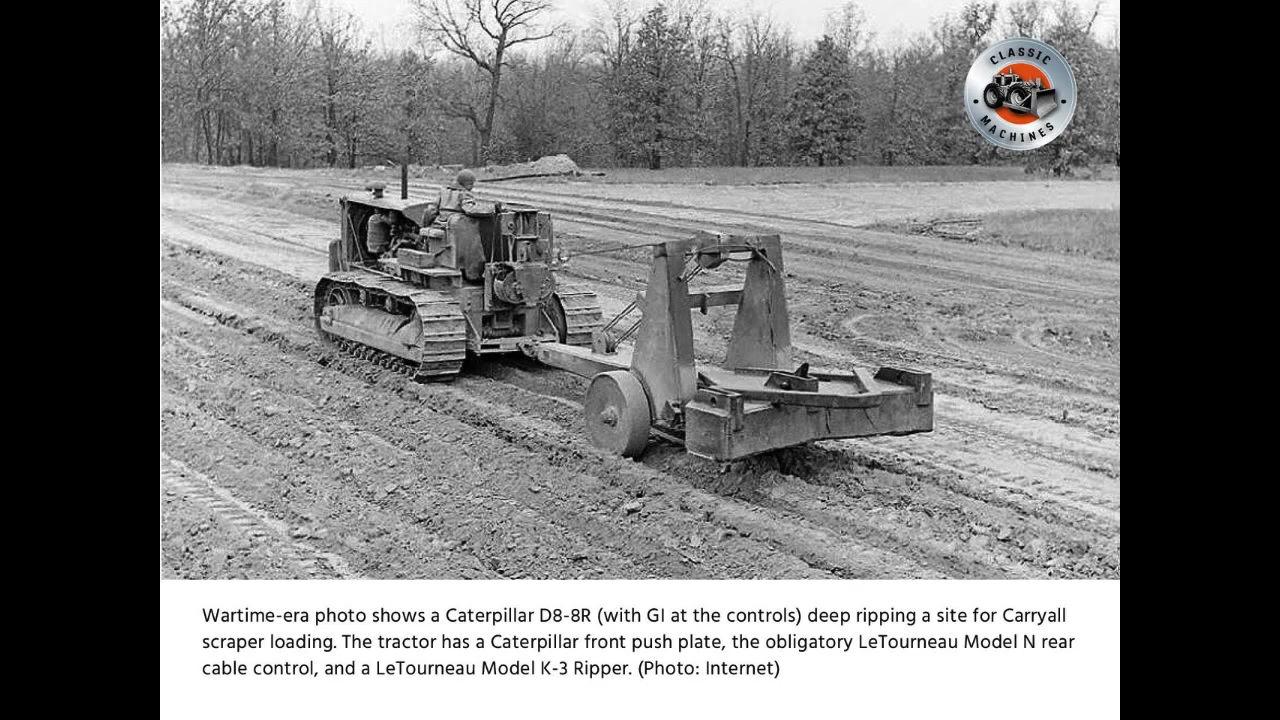 CLASSIC
MACHINES
Wartime-era photo shows a Caterpillar D8-8R (with GI at the controls) deep ripping a site for Carryall
scraper loading. The tractor has a Caterpillar front push plate, the obligatory LeTourneau Model N rear
cable control, and a LeTourneau Model K-3 Ripper. (Photo: Internet)